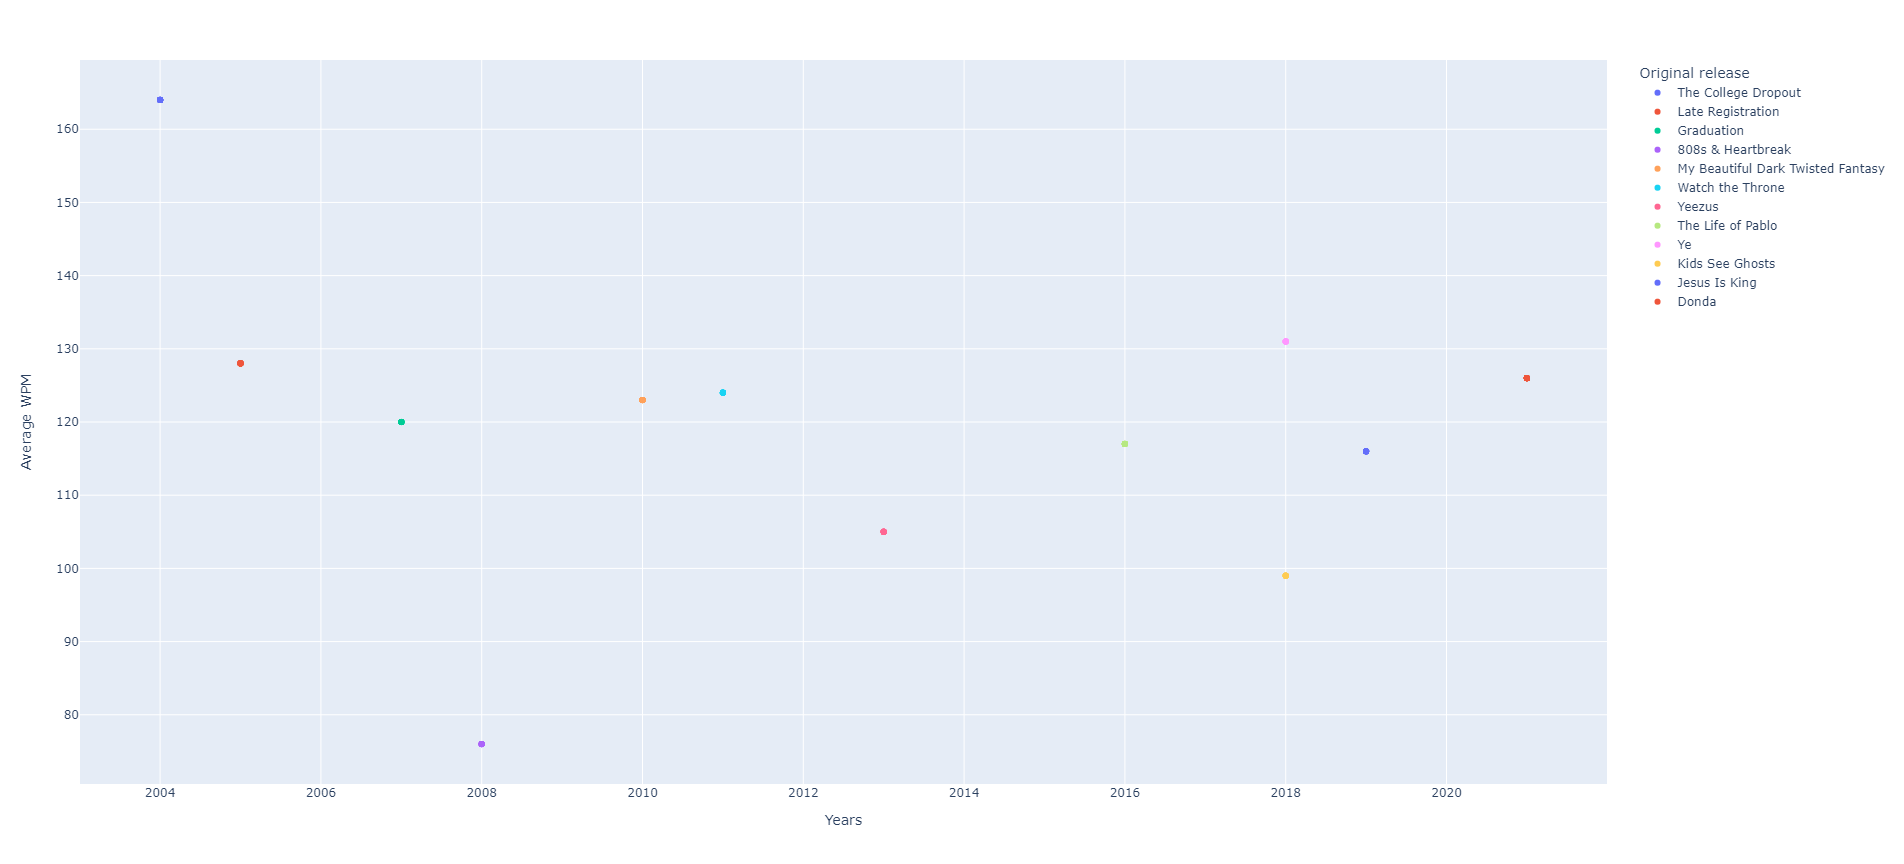 Original release
The College Dropout
Late Registration
Graduation
808s & Heartbreak
My Beautiful Dark Twisted Fantasy
Watch the Throne
Yeezus
The Life of Pablo
Ye
Kids See Ghosts
Jesus Is King
Donda
Average WPM
160
150
140
130
120
110
100
90
80
2004 2006 2008 2010 2012 2014 2016 2018 2020
Years